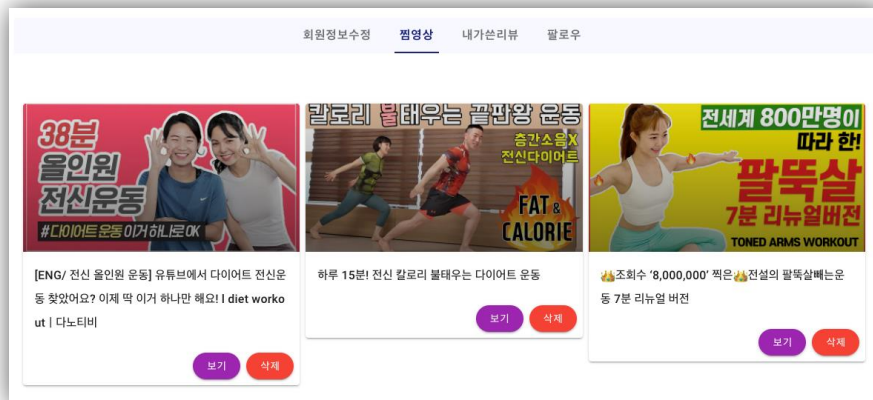 회원정보수정
찜영상
내가쓴리뷰
팔로우
38분
올인원
전신운동
#다이어트 운동 이거 하나로 OK
[ENG/ 전신 올인원 운동] 유튜브에서 다이어트 전신운
동 찾았어요? 이제 딱 이거 하나만 해요! l diet worko
ut | 다노티비
보기
삭제
칼로리 불태우는 끝판왕 운동
층간소음X
전신다이어트
FAT &
CALORIE
하루 15분! 전신 칼로리 불태우는 다이어트 운동
보기
삭제
전세계 800만명이
따라 한!
팔뚝살
7분 리뉴얼버전
TONED ARMS WORKOUT
👑조회수 '8,000,000' 찍은👑전설의 팔뚝살빼는운
동 7분 리뉴얼 버전
보기
삭제